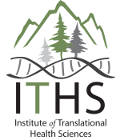 ITHS
Institute of Translational
Health Sciences